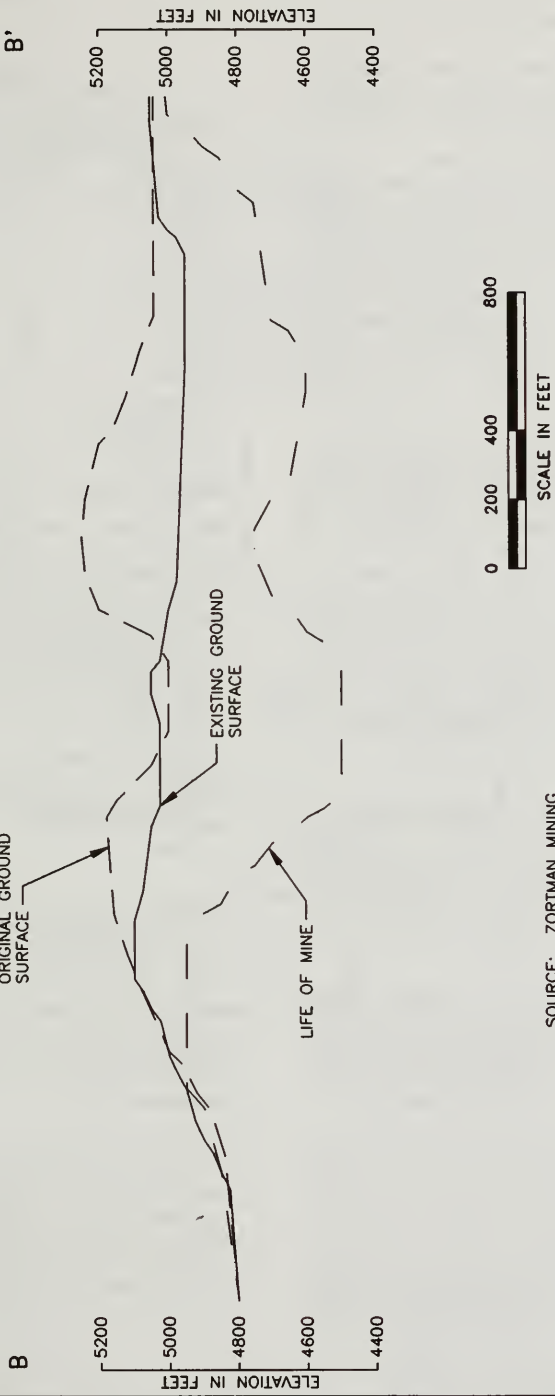 B
B'
5200
5000
4800
4600
4400
ELEVATION IN FEET
5200
5000
4800
4600
4400
ELEVATION IN FEET
ORIGINAL GROUND
SURFACE
EXISTING GROUND
SURFACE
LIFE OF MINE
0 200 400 800
SCALE IN FEET
SOURCE: ZORTMAN MINING